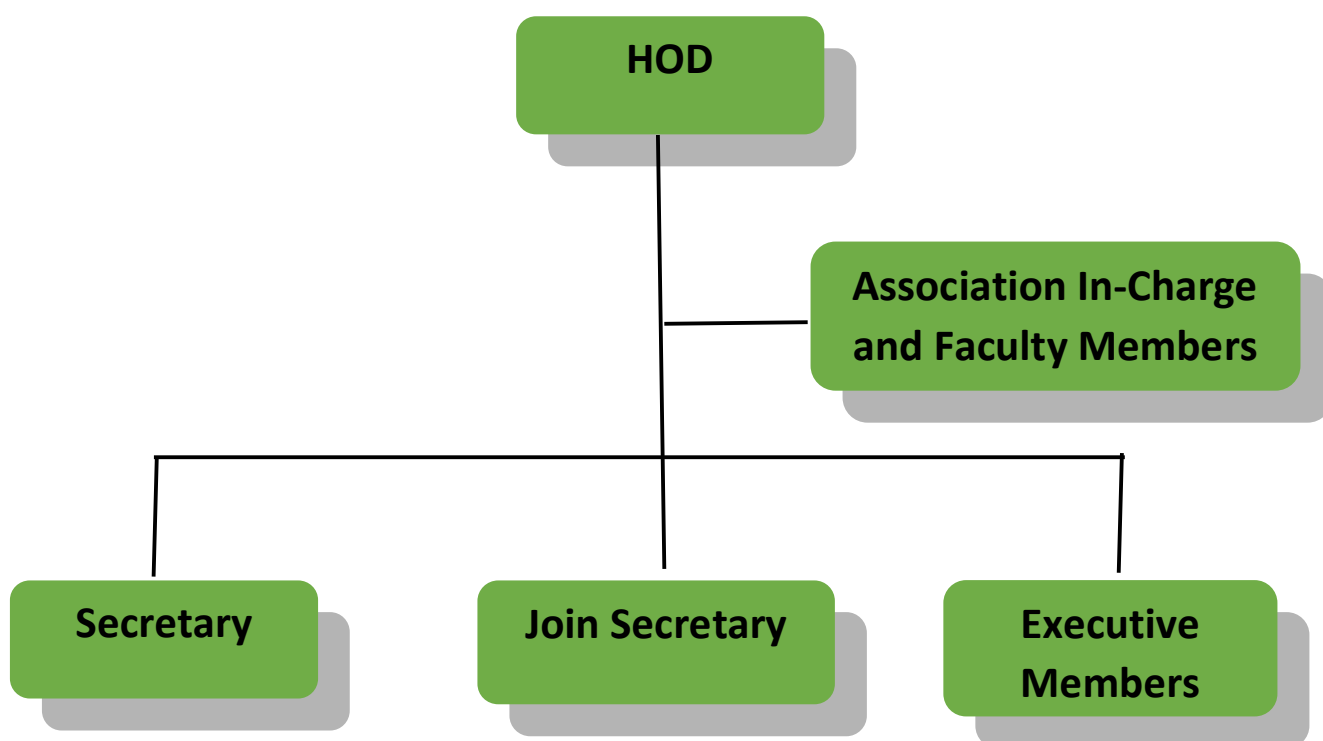 HOD
Association In-Charge
and Faculty Members
Secretary
Join Secretary
Executive
Members